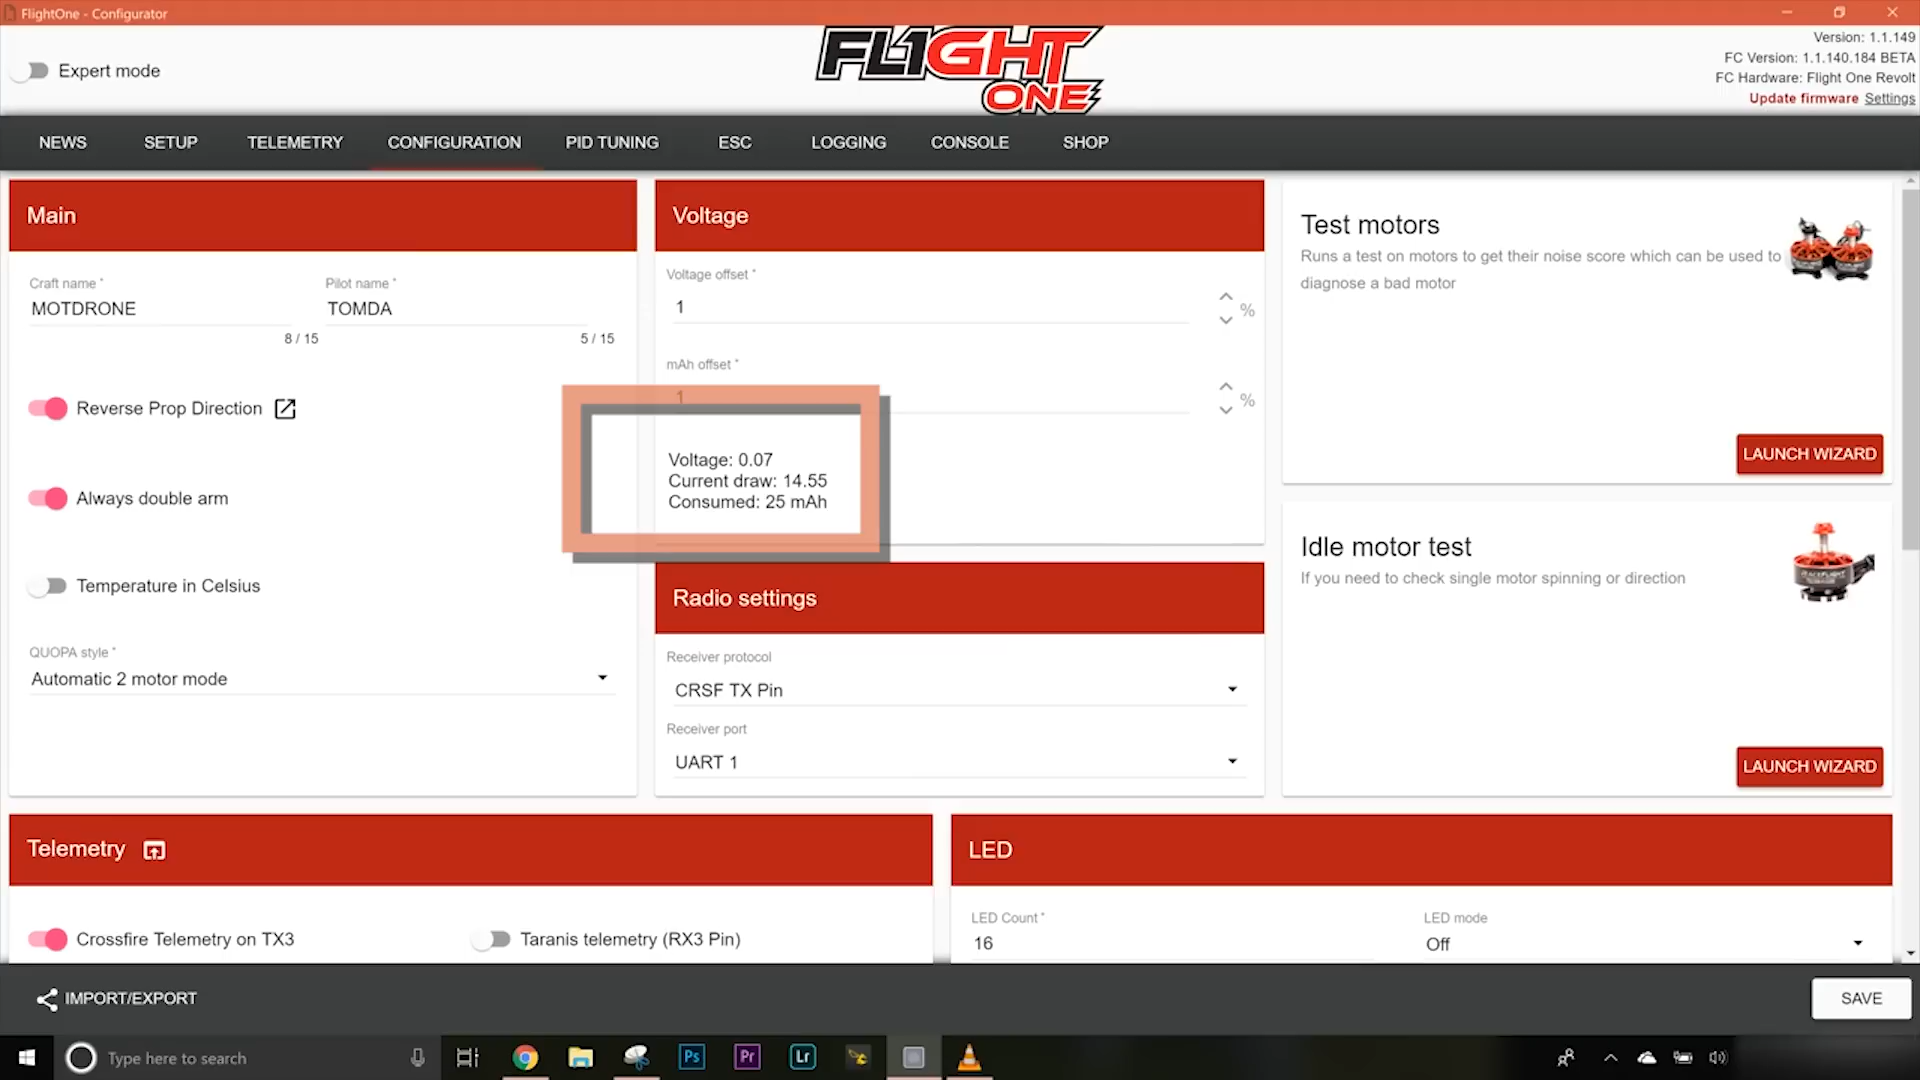 FlightOne - Configurator
Expert mode
FL1GHT
ONE
Version: 1.1.149
FC Version: 1.1.140.184 BETA
FC Hardware: Flight One Revolt
Update firmware Settings
NEWS SETUP TELEMETRY CONFIGURATION PID TUNING ESC LOGGING CONSOLE SHOP
Main
Craft name *
MOTDRONE
8 / 15
Pilot name *
TOMDA
5 / 15
Reverse Prop Direction
Always double arm
Temperature in Celsius
QUOPA style *
Automatic 2 motor mode
Voltage
Voltage offset *
1
%
mAh offset *
1
%
Voltage: 0.07
Current draw: 14.55
Consumed: 25 mAh
Radio settings
Receiver protocol
CRSF TX Pin
Receiver port
UART 1
Test motors
Runs a test on motors to get their noise score which can be used to
diagnose a bad motor
LAUNCH WIZARD
Idle motor test
If you need to check single motor spinning or direction
LAUNCH WIZARD
Telemetry
Crossfire Telemetry on TX3
Taranis telemetry (RX3 Pin)
LED
LED Count *
16
LED mode
Off
IMPORT/EXPORT
SAVE
Type here to search
Ps
Pr
Lr